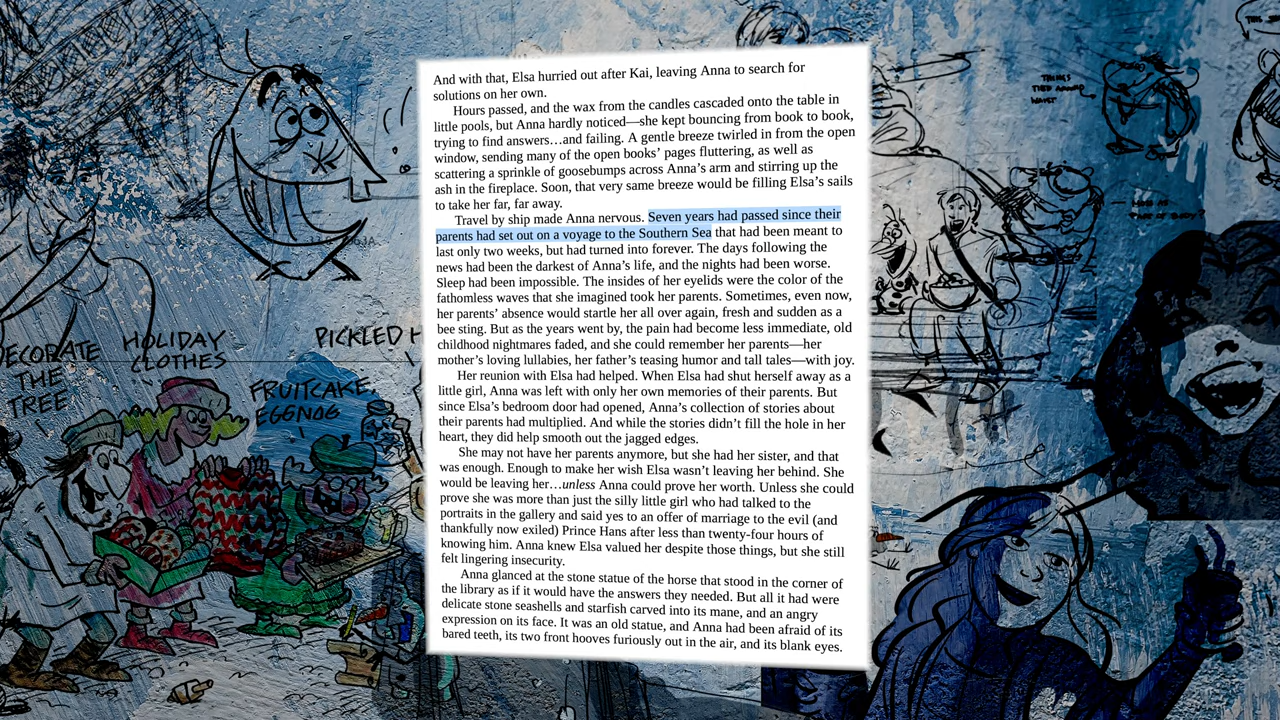 And with that, Elsa hurried out after Kai, leaving Anna to search for
solutions on her own.
Hours passed, and the wax from the candles cascaded onto the table in
little pools, but Anna hardly noticed—she kept bouncing from book to book,
trying to find answers…and failing. A gentle breeze twirled in from the open
window, sending many of the open books’ pages fluttering, as well as
scattering a sprinkle of goosebumps across Anna’s arm and stirring up the
ash in the fireplace. Soon, that very same breeze would be filling Elsa’s sails
to take her far, far away.
Travel by ship made Anna nervous. Seven years had passed since their
parents had set out on a voyage to the Southern Sea that had been meant to
last only two weeks, but had turned into forever. The days following the
news had been the darkest of Anna’s life, and the nights had been worse.
Sleep had been impossible. The insides of her eyelids were the color of the
fathomless waves that she imagined took her parents. Sometimes, even now,
her parents’ absence would startle her all over again, fresh and sudden as a
bee sting. But as the years went by, the pain had become less immediate, old
childhood nightmares faded, and she could remember her parents—her
mother’s loving lullabies, her father’s teasing humor and tall tales—with joy.
Her reunion with Elsa had helped. When Elsa had shut herself away as a
little girl, Anna was left with only her own memories of their parents. But
since Elsa’s bedroom door had opened, Anna’s collection of stories about
their parents had multiplied. And while the stories didn’t fill the hole in her
heart, they did help smooth out the jagged edges.
She may not have her parents anymore, but she had her sister, and that
was enough. Enough to make her wish Elsa wasn’t leaving her behind. She
would be leaving her…unless Anna could prove her worth. Unless she could
prove she was more than just the silly little girl who had talked to the
portraits in the gallery and said yes to an offer of marriage to the evil (and
thankfully now exiled) Prince Hans after less than twenty-four hours of
knowing him. Anna knew Elsa valued her despite those things, but she still
felt lingering insecurity.
Anna glanced at the stone statue of the horse that stood in the corner of
the library as if it would have the answers they needed. But all it had were
delicate stone seashells and starfish carved into its mane, and an angry
expression on its face. It was an old statue, and Anna had been afraid of its
bared teeth, its two front hooves furiously out in the air, and its blank eyes.
ECORATE
THE
TREE
HOLIDAY
CLOTHES
PICKLED H
FRUITCAKE
EGGNOG
THINGS
TIED AROUND
WAIST